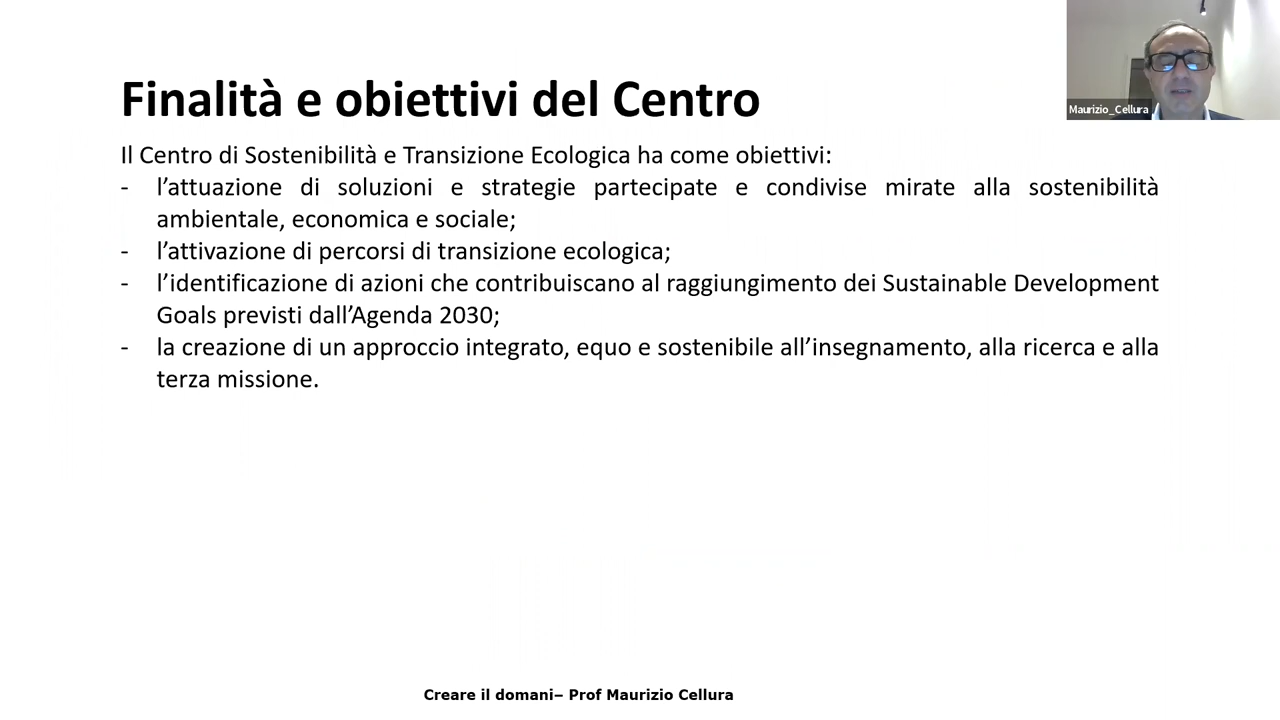 Finalità e obiettivi del Centro
Maurizio_Cellura
Il Centro di Sostenibilità e Transizione Ecologica ha come obiettivi:
- l’attuazione di soluzioni e strategie partecipate e condivise mirate alla sostenibilità
ambientale, economica e sociale;
- l’attivazione di percorsi di transizione ecologica;
- l’identificazione di azioni che contribuiscano al raggiungimento dei Sustainable Development
Goals previsti dall’Agenda 2030;
- la creazione di un approccio integrato, equo e sostenibile all’insegnamento, alla ricerca e alla
terza missione.
Creare il domani– Prof Maurizio Cellura